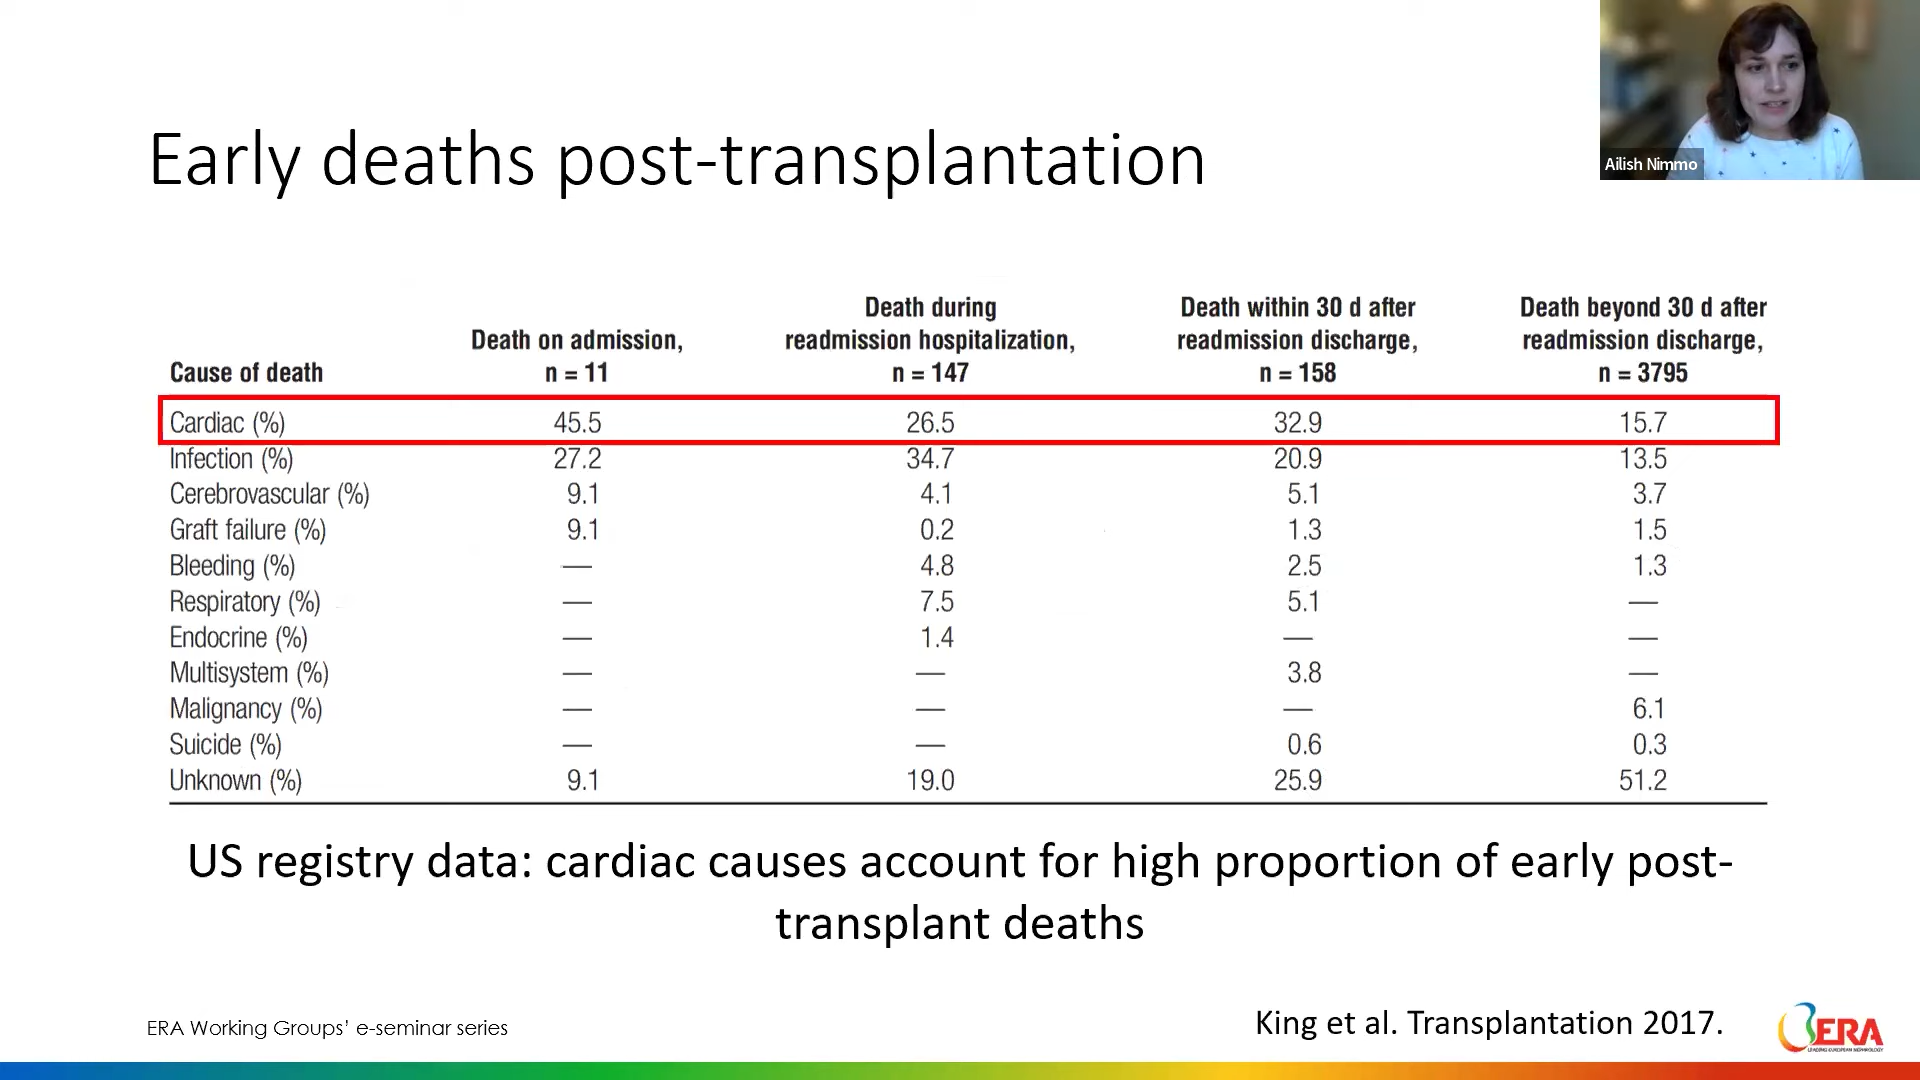 Ailish Nimmo
Early deaths post-transplantation
Death during
Death within 30 d after
Death beyond 30 d after
Death on admission,
readmission hospitalization,
readmission discharge,
readmission discharge,
Cause of death
n = 11
n = 147
n = 158
n = 3795
Cardiac (%) 45.5 26.5 32.9 15.7
Infection (%) 27.2 34.7 20.9 13.5
Cerebrovascular (%) 9.1 4.1 5.1 3.7
Graft failure (%) 9.1 0.2 1.3 1.5
Bleeding (%) — 4.8 2.5 1.3
Respiratory (%) — 7.5 5.1 —
Endocrine (%) — 1.4 — —
Multisystem (%) — — 3.8 —
Malignancy (%) — — — 6.1
Suicide (%) — — 0.6 0.3
Unknown (%) 9.1 19.0 25.9 51.2
US registry data: cardiac causes account for high proportion of early post-
transplant deaths
ERA Working Groups’ e-seminar series
King et al. Transplantation 2017.
ERA
LEADING EUROPEAN NEPHROLOGY